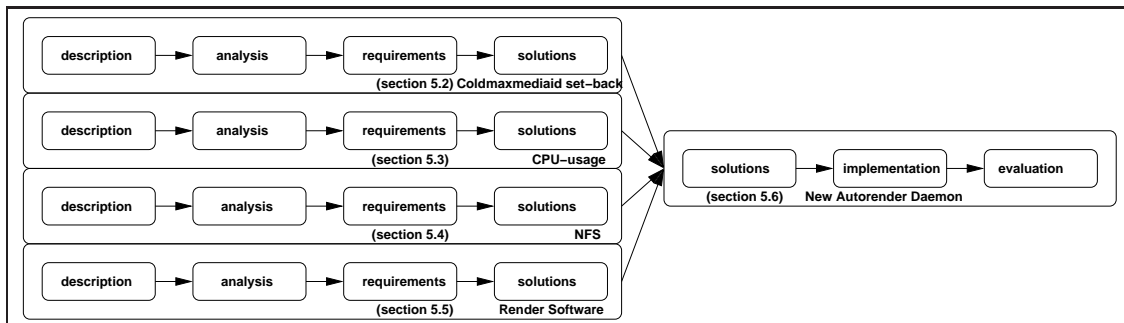 description analysis requirements solutions
(section 5.2) Coldmaxmediaid set−back
description analysis requirements solutions
(section 5.3) CPU−usage
description analysis requirements solutions
(section 5.4) NFS
description analysis requirements solutions
(section 5.5) Render Software
solutions implementation evaluation
(section 5.6) New Autorender Daemon